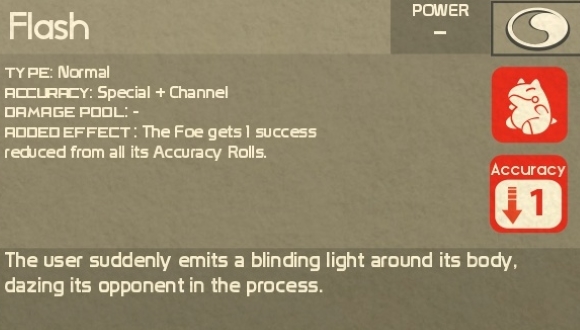 Flash
POWER
–
TYPE: Normal
ACCURACY: Special + Channel
DAMAGE POOL: -
ADDED EFFECT: The Foe gets 1 success
reduced from all its Accuracy Rolls.
Accuracy
1
The user suddenly emits a blinding light around its body,
dazing its opponent in the process.